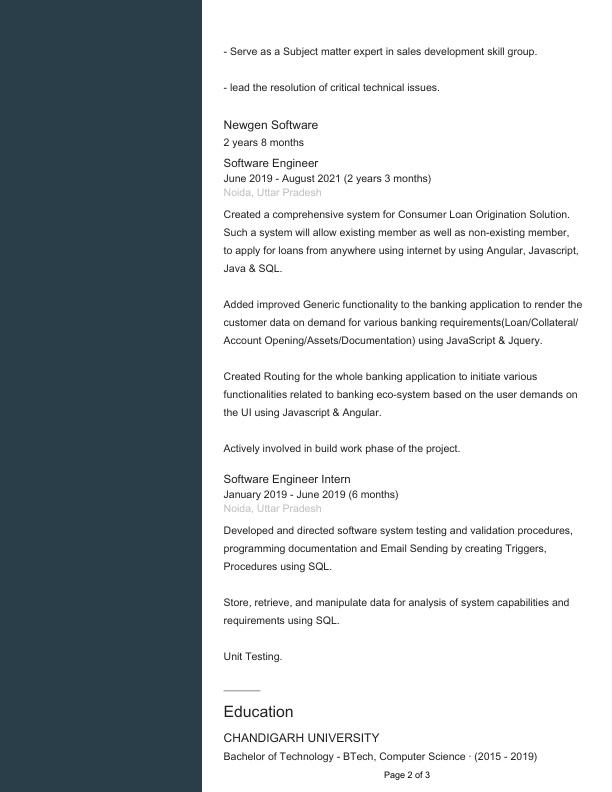 - Serve as a Subject matter expert in sales development skill group.
- lead the resolution of critical technical issues.
Newgen Software
2 years 8 months
Software Engineer
June 2019 - August 2021 (2 years 3 months)
Noida, Uttar Pradesh
Created a comprehensive system for Consumer Loan Origination Solution.
Such a system will allow existing member as well as non-existing member,
to apply for loans from anywhere using internet by using Angular, Javascript,
Java & SQL.
Added improved Generic functionality to the banking application to render the
customer data on demand for various banking requirements(Loan/Collateral/
Account Opening/Assets/Documentation) using JavaScript & Jquery.
Created Routing for the whole banking application to initiate various
functionalities related to banking eco-system based on the user demands on
the UI using Javascript & Angular.
Actively involved in build work phase of the project.
Software Engineer Intern
January 2019 - June 2019 (6 months)
Noida, Uttar Pradesh
Developed and directed software system testing and validation procedures,
programming documentation and Email Sending by creating Triggers,
Procedures using SQL.
Store, retrieve, and manipulate data for analysis of system capabilities and
requirements using SQL.
Unit Testing.
Education
CHANDIGARH UNIVERSITY
Bachelor of Technology - BTech, Computer Science · (2015 - 2019)
Page 2 of 3